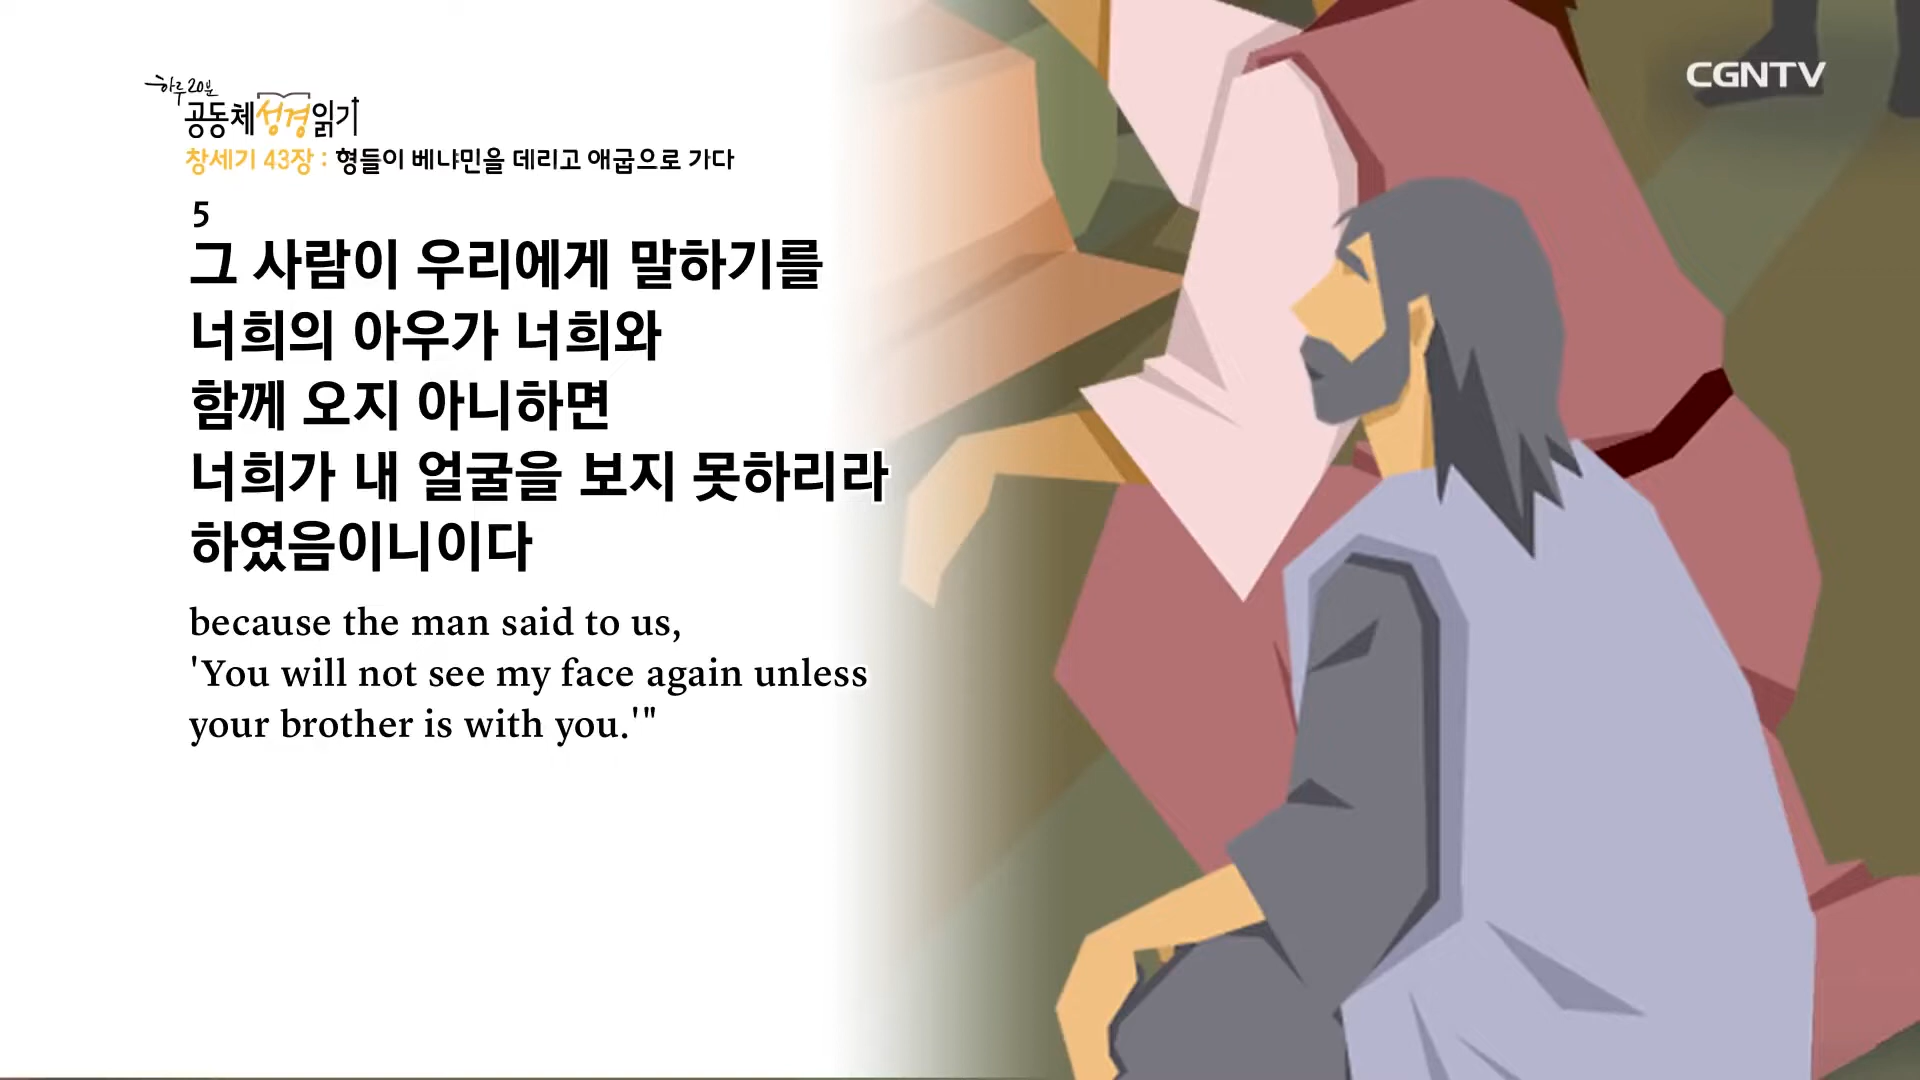 하루 20분
공동체성경읽기
창세기 43장 : 형들이 베냐민을 데리고 애굽으로 가다
CGNTV
5
그 사람이 우리에게 말하기를
너희의 아우가 너희와
함께 오지 아니하면
너희가 내 얼굴을 보지 못하리라
하였음이니이다
because the man said to us,
'You will not see my face again unless
your brother is with you.'"